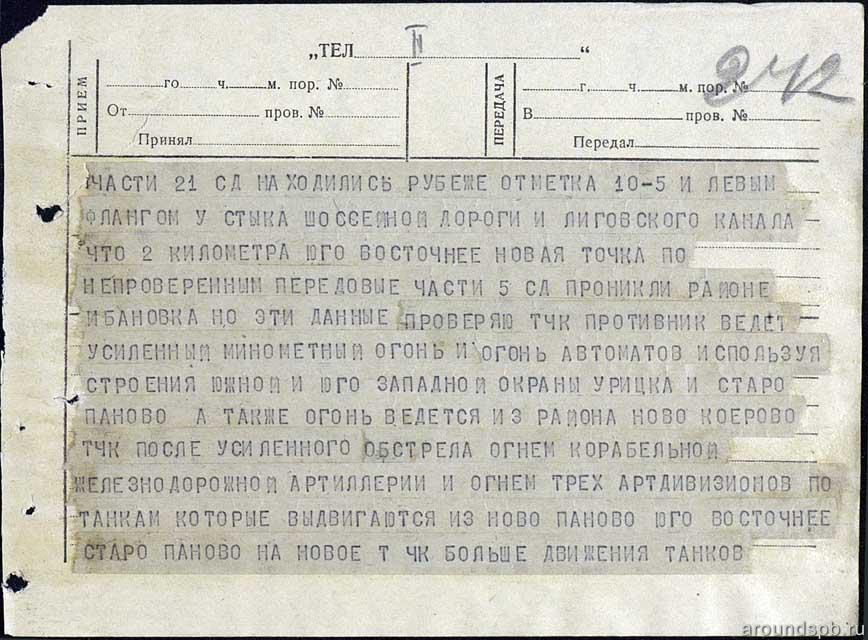 „ТЕЛ II “
242
ПРИЕМ
го ч. м. пор. №
От пров. №
Принял
ПЕРЕДАЧА
г. ч. м. пор. №
В пров. №
Передал
ЧАСТИ 21 СД НАХОДИЛИСЬ РУБЕЖЕ ОТМЕТКА 10-5 И ЛЕВЫМ
ФЛАНГОМ У СТЫКА ШОССЕЙНОЙ ДОРОГИ И ЛИГОВСКОГО КАНАЛА
ЧТО 2 КИЛОМЕТРА ЮГО ВОСТОЧНЕЕ НОВАЯ ТОЧКА ПО
НЕПРОВЕРЕННЫМ ПЕРЕДОВЫЕ ЧАСТИ 5 СД ПРОНИКЛИ РАЙОНЕ
ИВАНОВКА НО ЭТИ ДАННЫЕ ПРОВЕРЯЮ ТЧК ПРОТИВНИК ВЕДЕТ
УСИЛЕННЫЙ МИНОМЕТНЫЙ ОГОНЬ И ОГОНЬ АВТОМАТОВ ИСПОЛЬЗУЯ
СТРОЕНИЯ ЮЖНОЙ И ЮГО ЗАПАДНОЙ ОКРАНЫ УРИЦКА И СТАРО
ПАНОВО А ТАКЖЕ ОГОНЬ ВЕДЕТСЯ ИЗ РАЙОНА НОВО КОЕРОВО
ТЧК ПОСЛЕ УСИЛЕННОГО ОБСТРЕЛА ОГНЕМ КОРАБЕЛЬНОЙ
ЖЕЛЕЗНОДОРОЖНОЙ АРТИЛЛЕРИИ И ОГНЕМ ТРЕХ АРТДИВИЗИОНОВ ПО
ТАНКАМ КОТОРЫЕ ВЫДВИГАЮТСЯ ИЗ НОВО ПАНОВО ЮГО ВОСТОЧНЕЕ
СТАРО ПАНОВО НА НОВОЕ Т ЧК БОЛЬШЕ ДВИЖЕНИЯ ТАНКОВ
aroundspb.ru